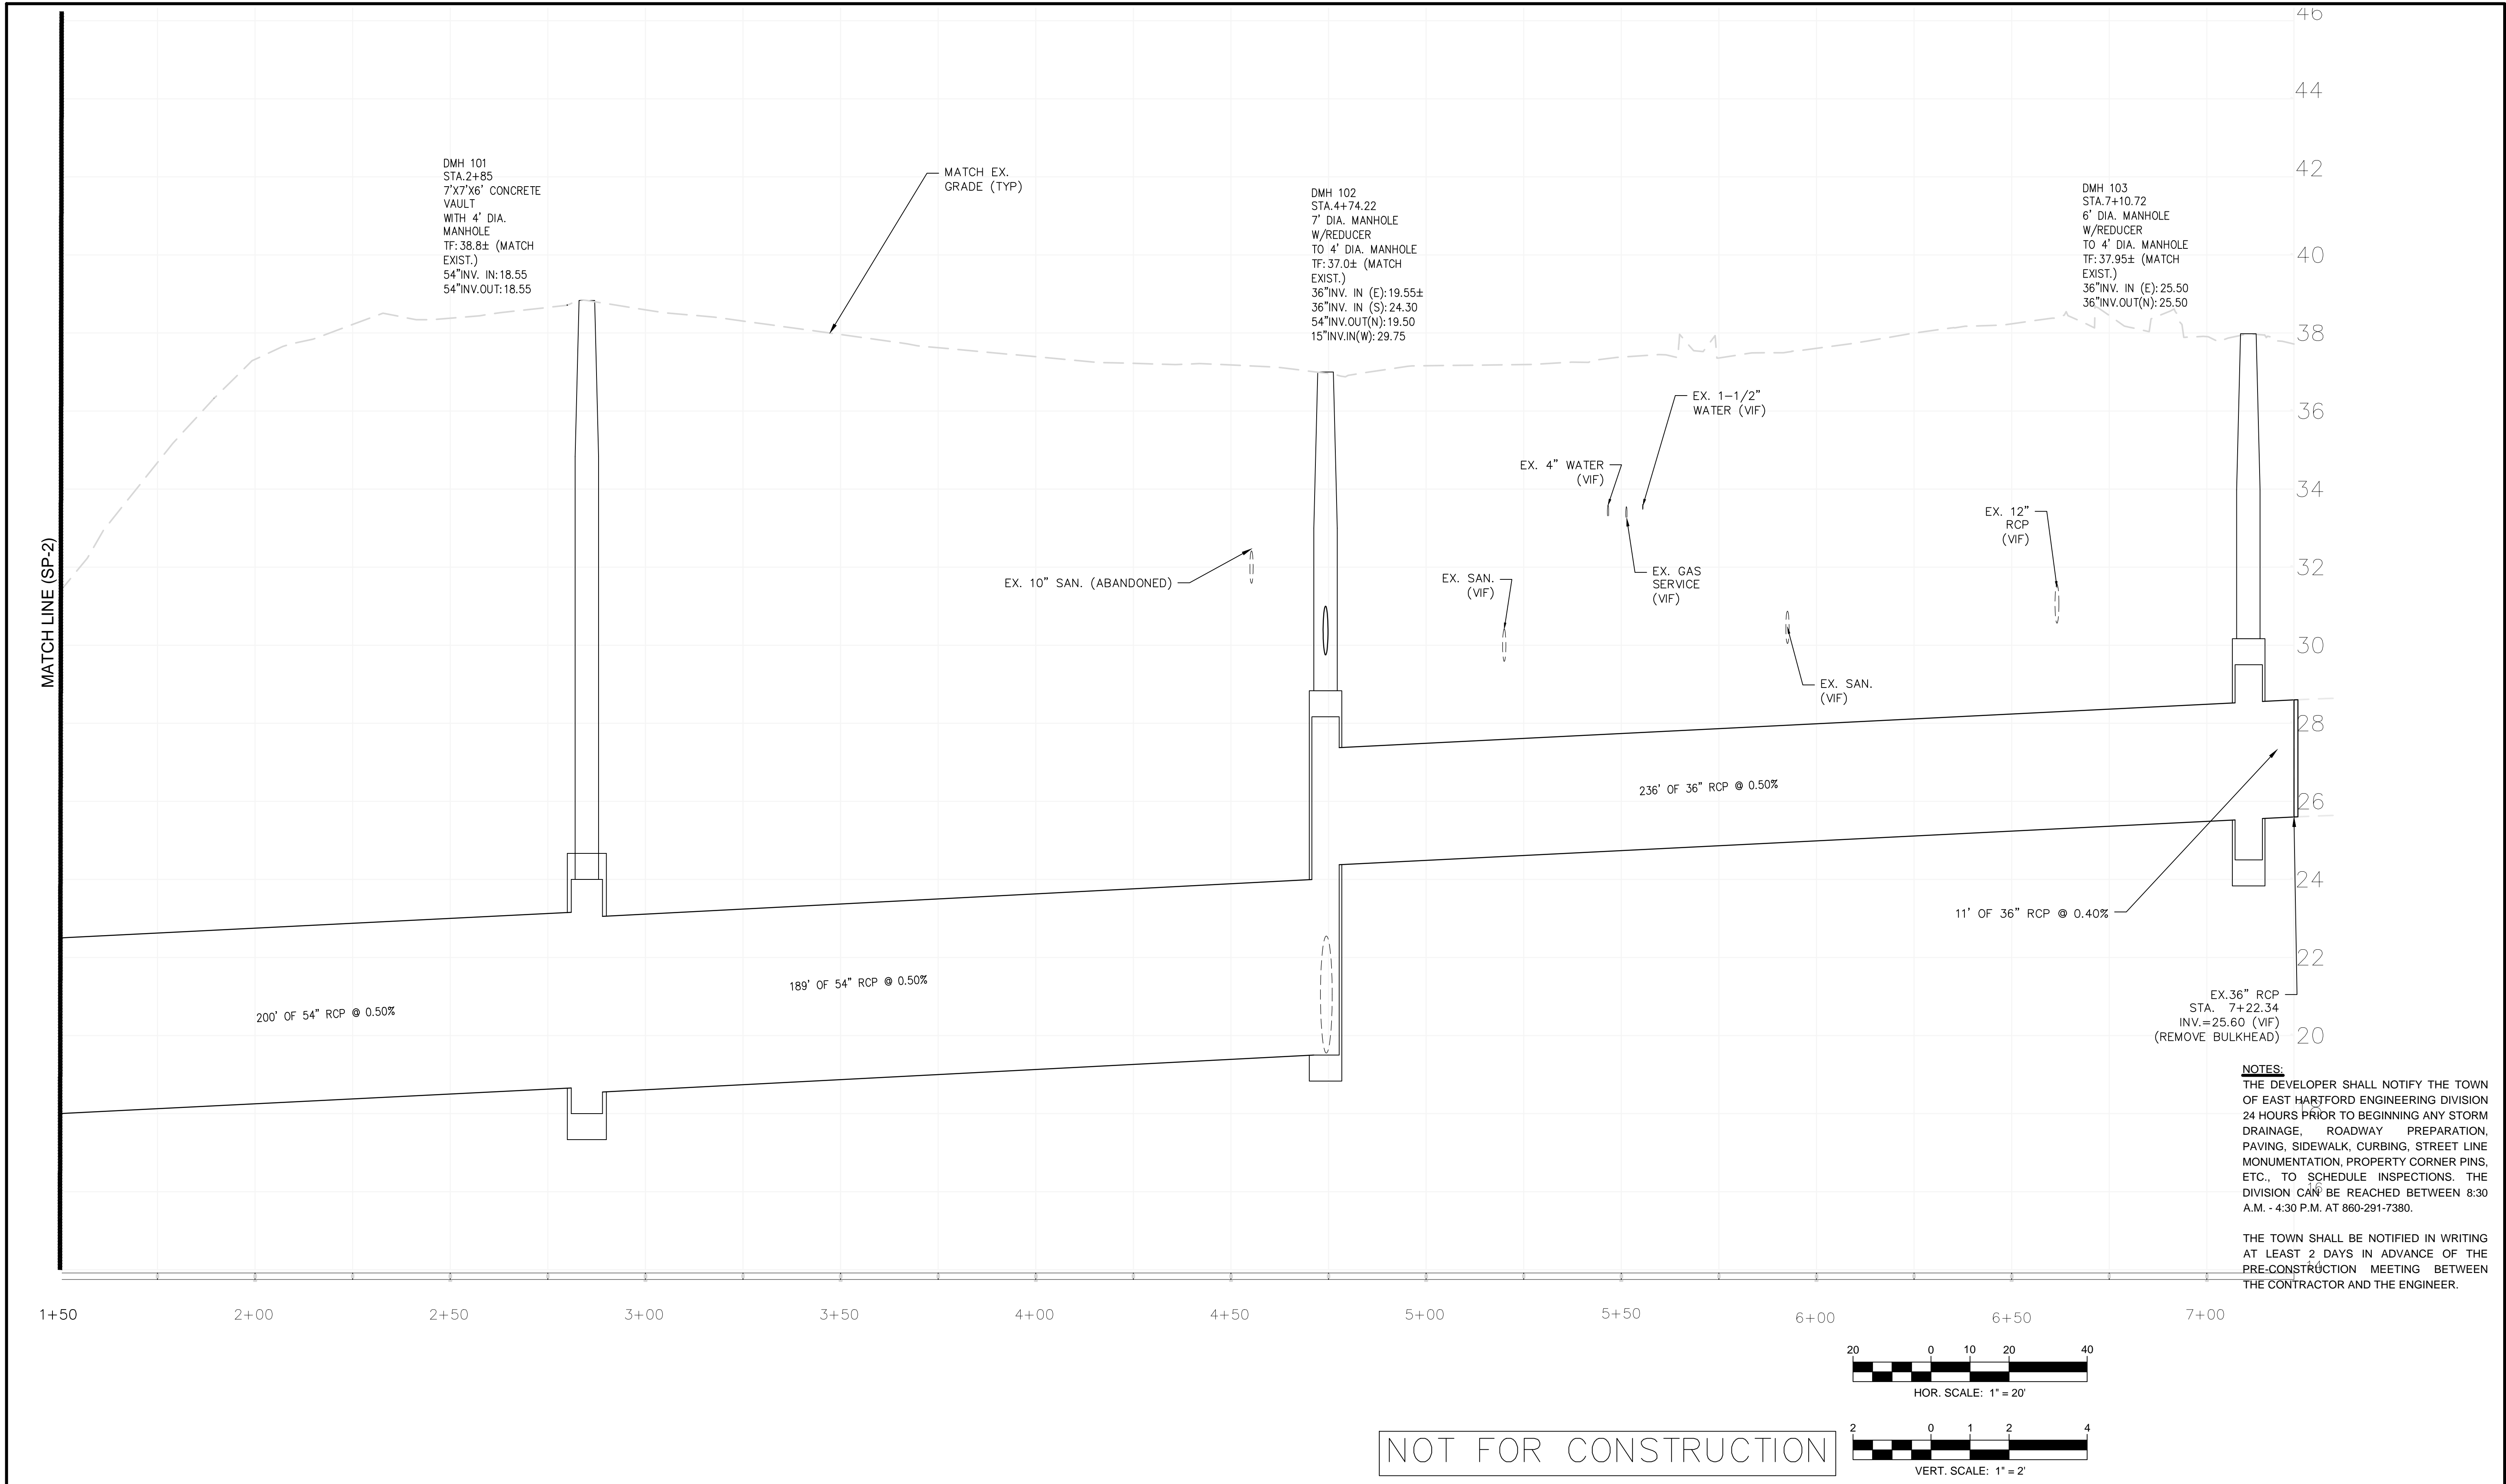 46
44
42
40
38
36
34
32
30
28
26
24
22
20
18
16
14
MATCH LINE (SP-2)
DMH 101
STA.2+85
7'X7'X6' CONCRETE
VAULT
WITH 4' DIA.
MANHOLE
TF: 38.8± (MATCH
EXIST.)
54"INV. IN:18.55
54"INV.OUT:18.55
MATCH EX.
GRADE (TYP)
DMH 102
STA.4+74.22
7' DIA. MANHOLE
W/REDUCER
TO 4' DIA. MANHOLE
TF: 37.0± (MATCH
EXIST.)
36"INV. IN (E):19.55±
36"INV. IN (S):24.30
54"INV.OUT(N):19.50
15"INV.IN(W):29.75
DMH 103
STA.7+10.72
6' DIA. MANHOLE
W/REDUCER
TO 4' DIA. MANHOLE
TF: 37.95± (MATCH
EXIST.)
36"INV. IN (E):25.50
36"INV.OUT(N):25.50
EX. 1-1/2"
WATER (VIF)
EX. 4" WATER
(VIF)
EX. 12"
RCP
(VIF)
EX. 10" SAN. (ABANDONED)
EX. SAN.
(VIF)
EX. GAS
SERVICE
(VIF)
EX. SAN.
(VIF)
236' OF 36" RCP @ 0.50%
11' OF 36" RCP @ 0.40%
189' OF 54" RCP @ 0.50%
200' OF 54" RCP @ 0.50%
EX.36" RCP
STA. 7+22.34
INV.=25.60 (VIF)
(REMOVE BULKHEAD)
NOTES:
THE DEVELOPER SHALL NOTIFY THE TOWN
OF EAST HARTFORD ENGINEERING DIVISION
24 HOURS PRIOR TO BEGINNING ANY STORM
DRAINAGE, ROADWAY PREPARATION,
PAVING, SIDEWALK, CURBING, STREET LINE
MONUMENTATION, PROPERTY CORNER PINS,
ETC., TO SCHEDULE INSPECTIONS. THE
DIVISION CAN BE REACHED BETWEEN 8:30
A.M. - 4:30 P.M. AT 860-291-7380.
THE TOWN SHALL BE NOTIFIED IN WRITING
AT LEAST 2 DAYS IN ADVANCE OF THE
PRE-CONSTRUCTION MEETING BETWEEN
THE CONTRACTOR AND THE ENGINEER.
1+50 2+00 2+50 3+00 3+50 4+00 4+50 5+00 5+50 6+00 6+50 7+00
20 0 10 20 40
HOR. SCALE: 1" = 20'
2 0 1 2 4
VERT. SCALE: 1" = 2'
NOT FOR CONSTRUCTION